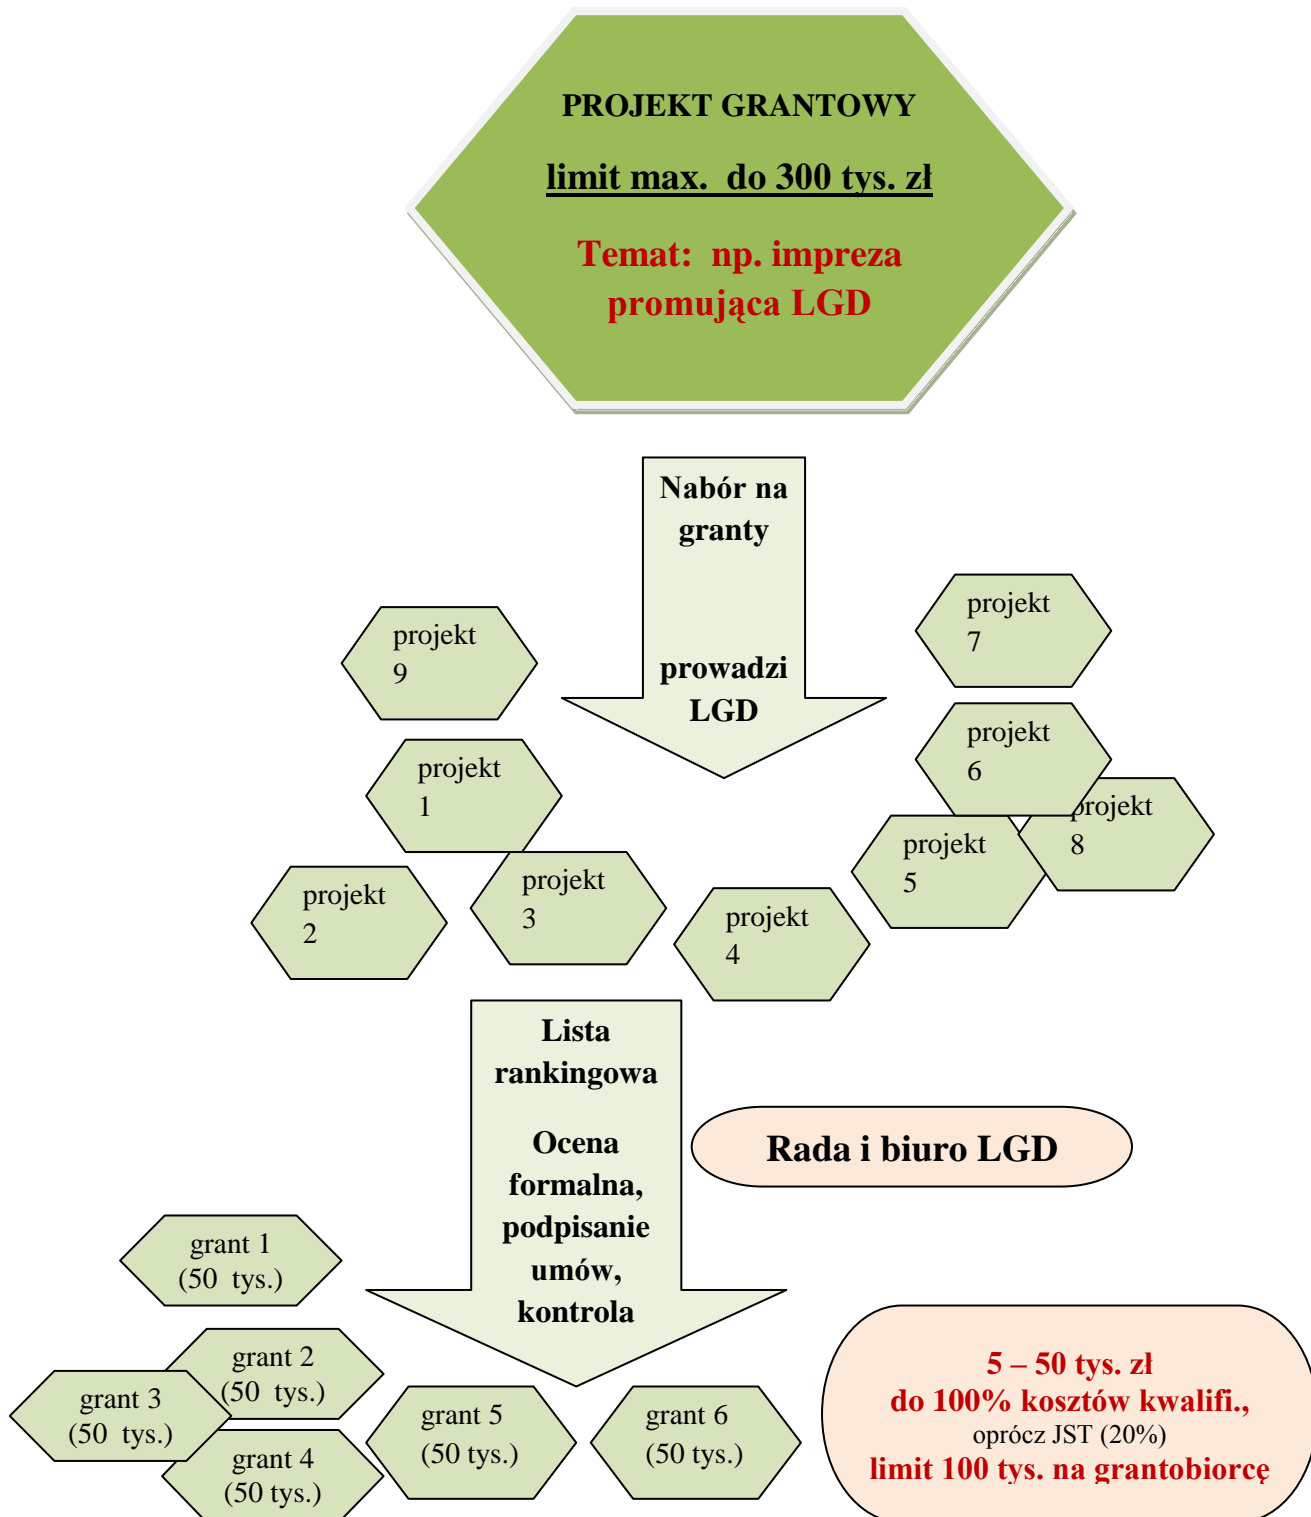 PROJEKT GRANTOWY
limit max. do 300 tys. zł
Temat: np. impreza
promująca LGD
Nabór na
granty
prowadzi
LGD
projekt
9
projekt
7
projekt
1
projekt
6
projekt
8
projekt
5
projekt
2
projekt
3
projekt
4
Lista
rankingowa
Ocena
formalna,
podpisanie
umów,
kontrola
Rada i biuro LGD
grant 1
(50 tys.)
grant 2
(50 tys.)
grant 3
(50 tys.)
grant 4
(50 tys.)
grant 5
(50 tys.)
grant 6
(50 tys.)
5 – 50 tys. zł
do 100% kosztów kwalifi.,
oprócz JST (20%)
limit 100 tys. na grantobiorcę